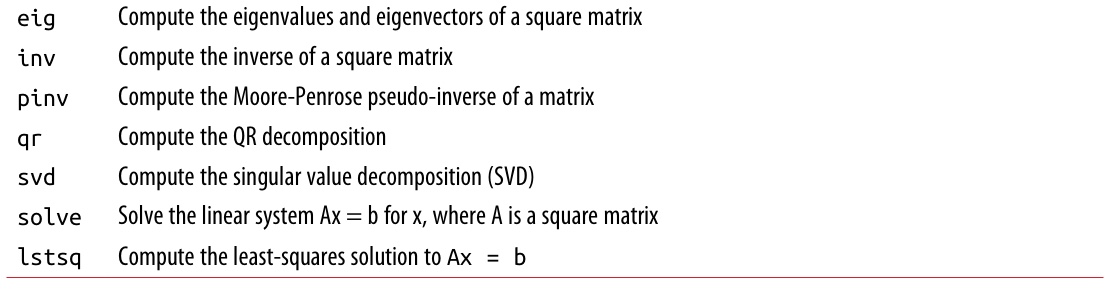 eig Compute the eigenvalues and eigenvectors of a square matrix
inv Compute the inverse of a square matrix
pinv Compute the Moore-Penrose pseudo-inverse of a matrix
qr Compute the QR decomposition
svd Compute the singular value decomposition (SVD)
solve Solve the linear system Ax = b for x, where A is a square matrix
lstsq Compute the least-squares solution to Ax = b